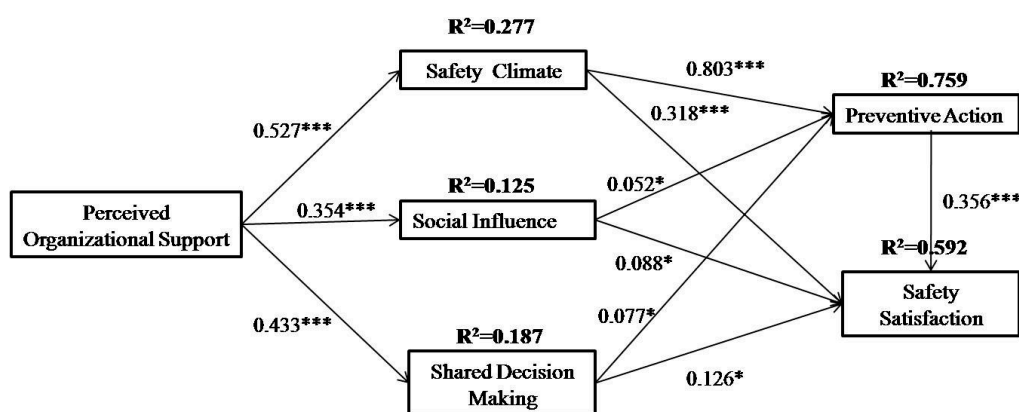 R²=0.277
Safety Climate
0.803***
R²=0.759
Preventive Action
0.318***
0.527***
R²=0.125
0.052*
Perceived
Organizational Support
0.354***
Social Influence
0.356***
R²=0.592
0.088*
Safety
Satisfaction
0.077*
0.433***
R²=0.187
Shared Decision
Making
0.126*